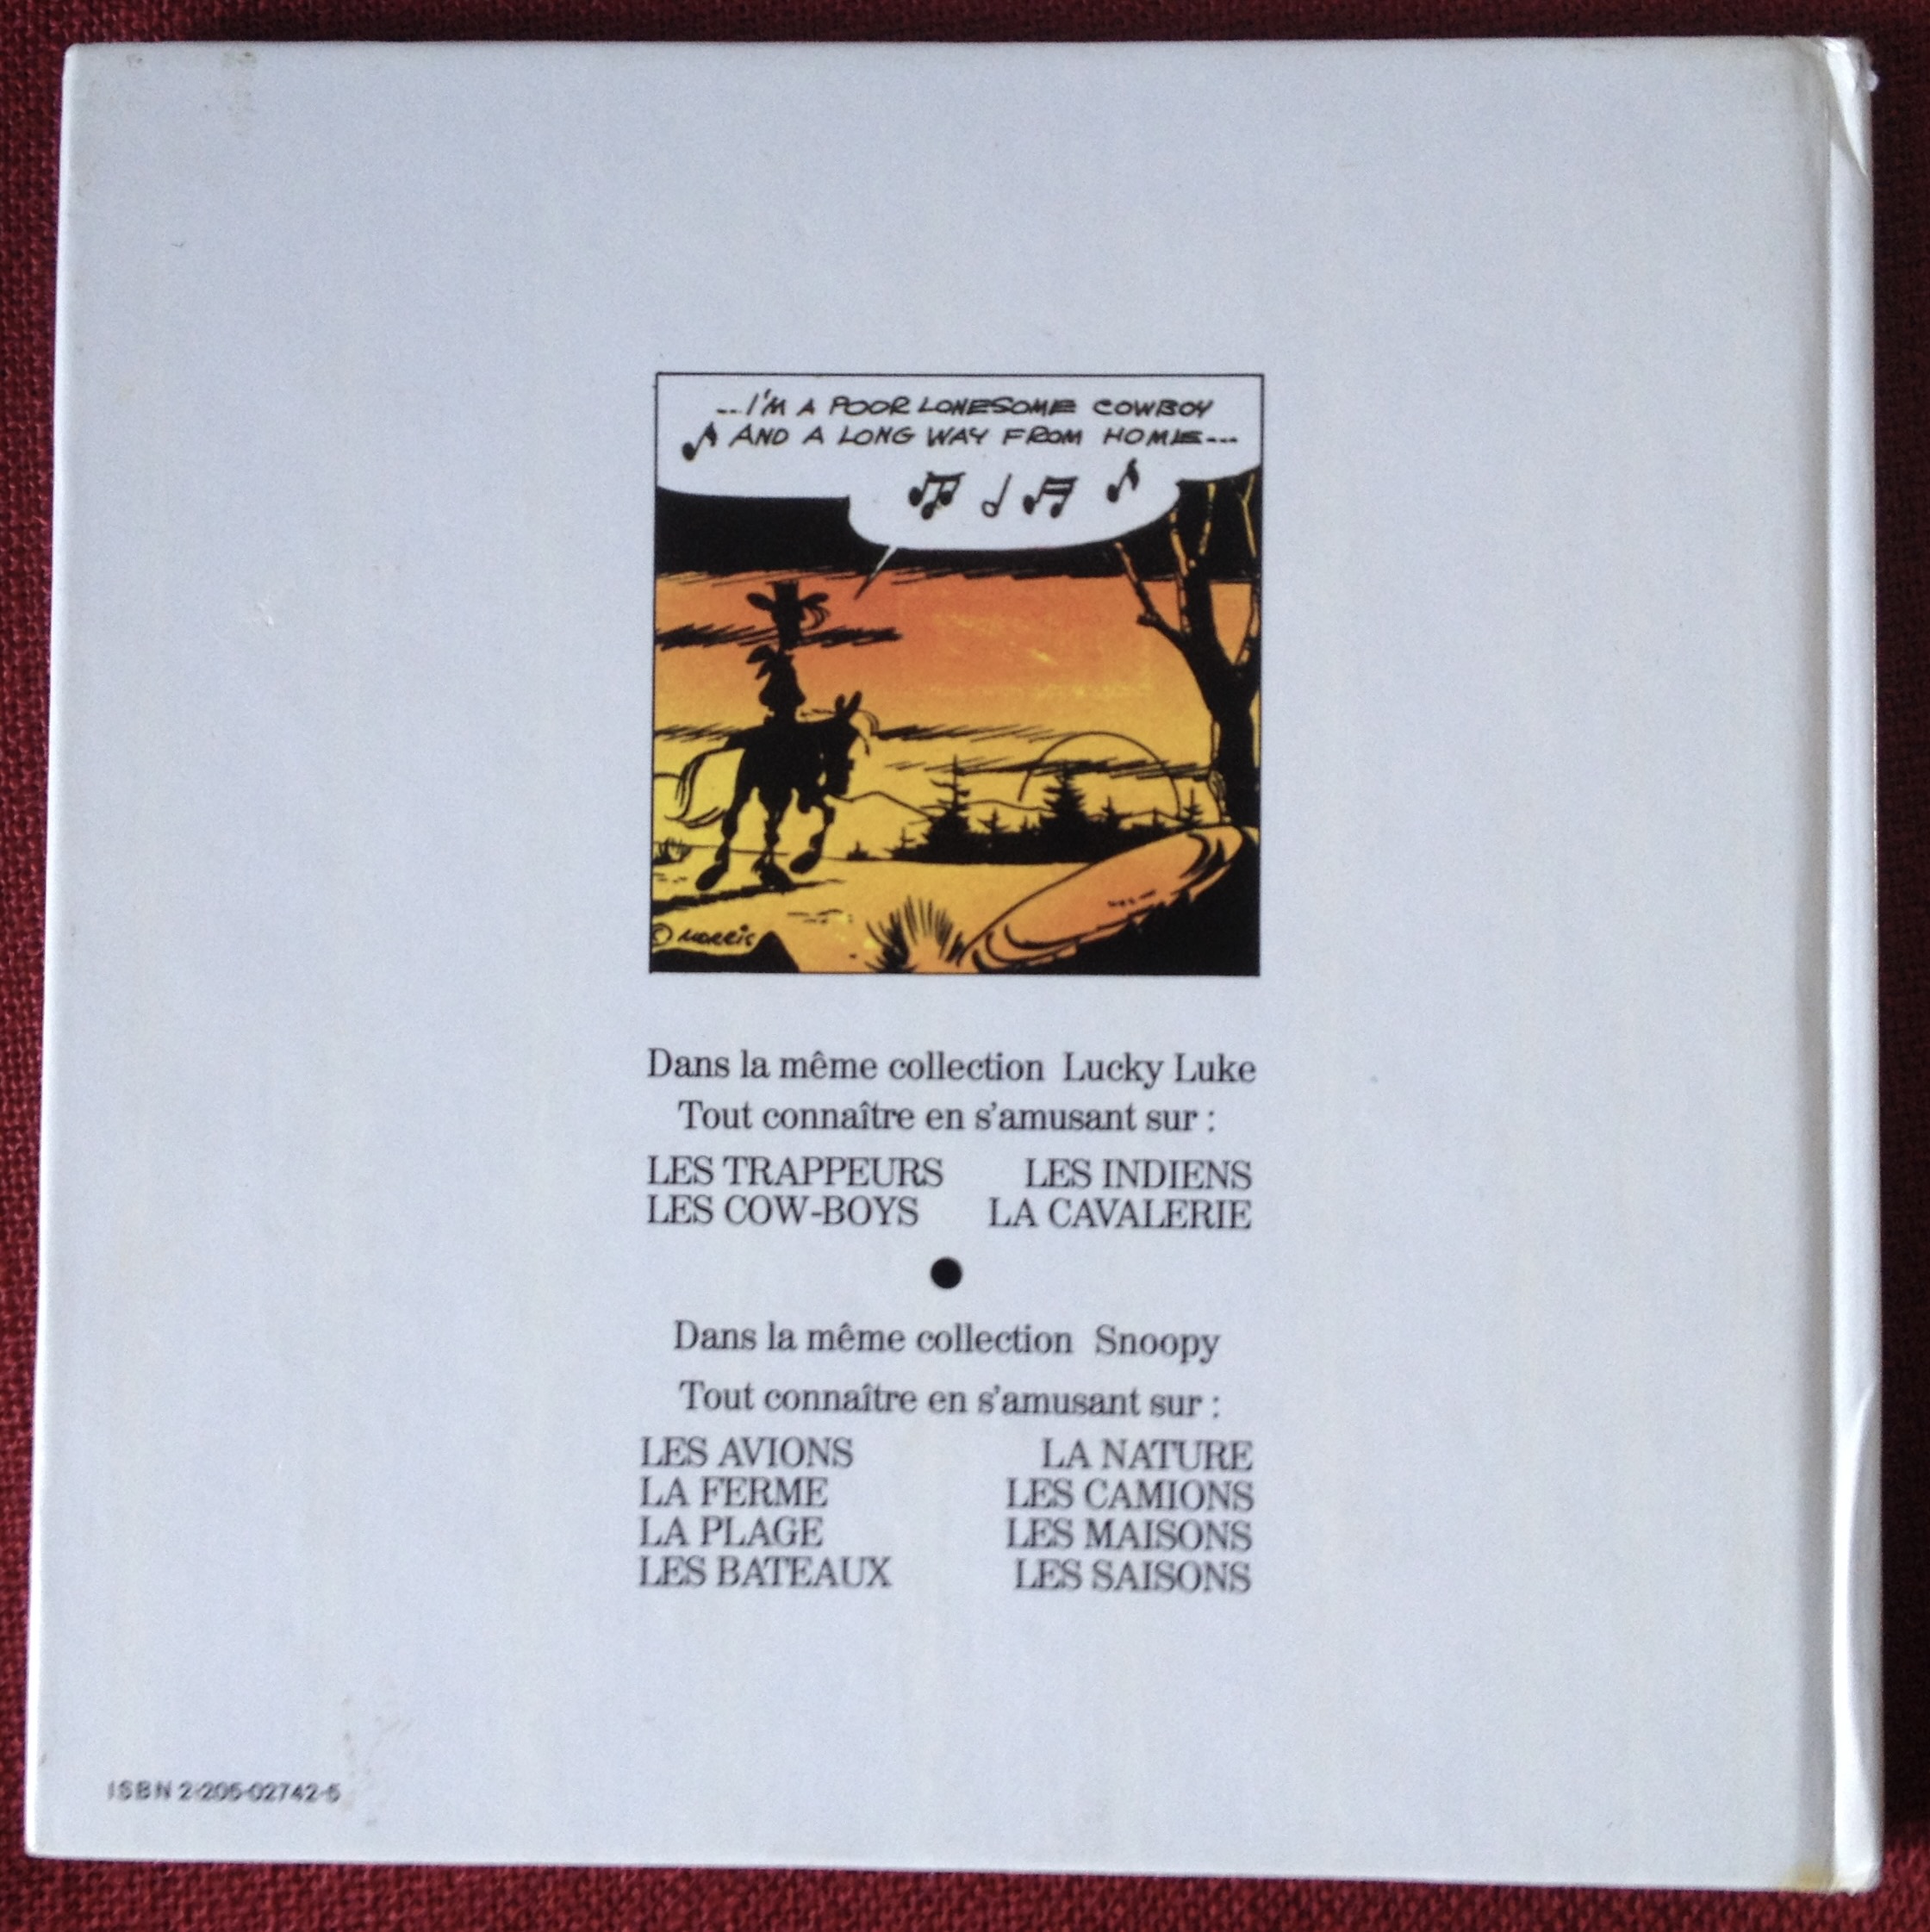 ...I'M A POOR LONESOME COWBOY
AND A LONG WAY FROM HOME...
© MORRIS
Dans la même collection Lucky Luke
Tout connaître en s'amusant sur :
LES TRAPPEURS LES INDIENS
LES COW-BOYS LA CAVALERIE
Dans la même collection Snoopy
Tout connaître en s'amusant sur :
LES AVIONS LA NATURE
LA FERME LES CAMIONS
LA PLAGE LES MAISONS
LES BATEAUX LES SAISONS
ISBN 2-205-02742-5